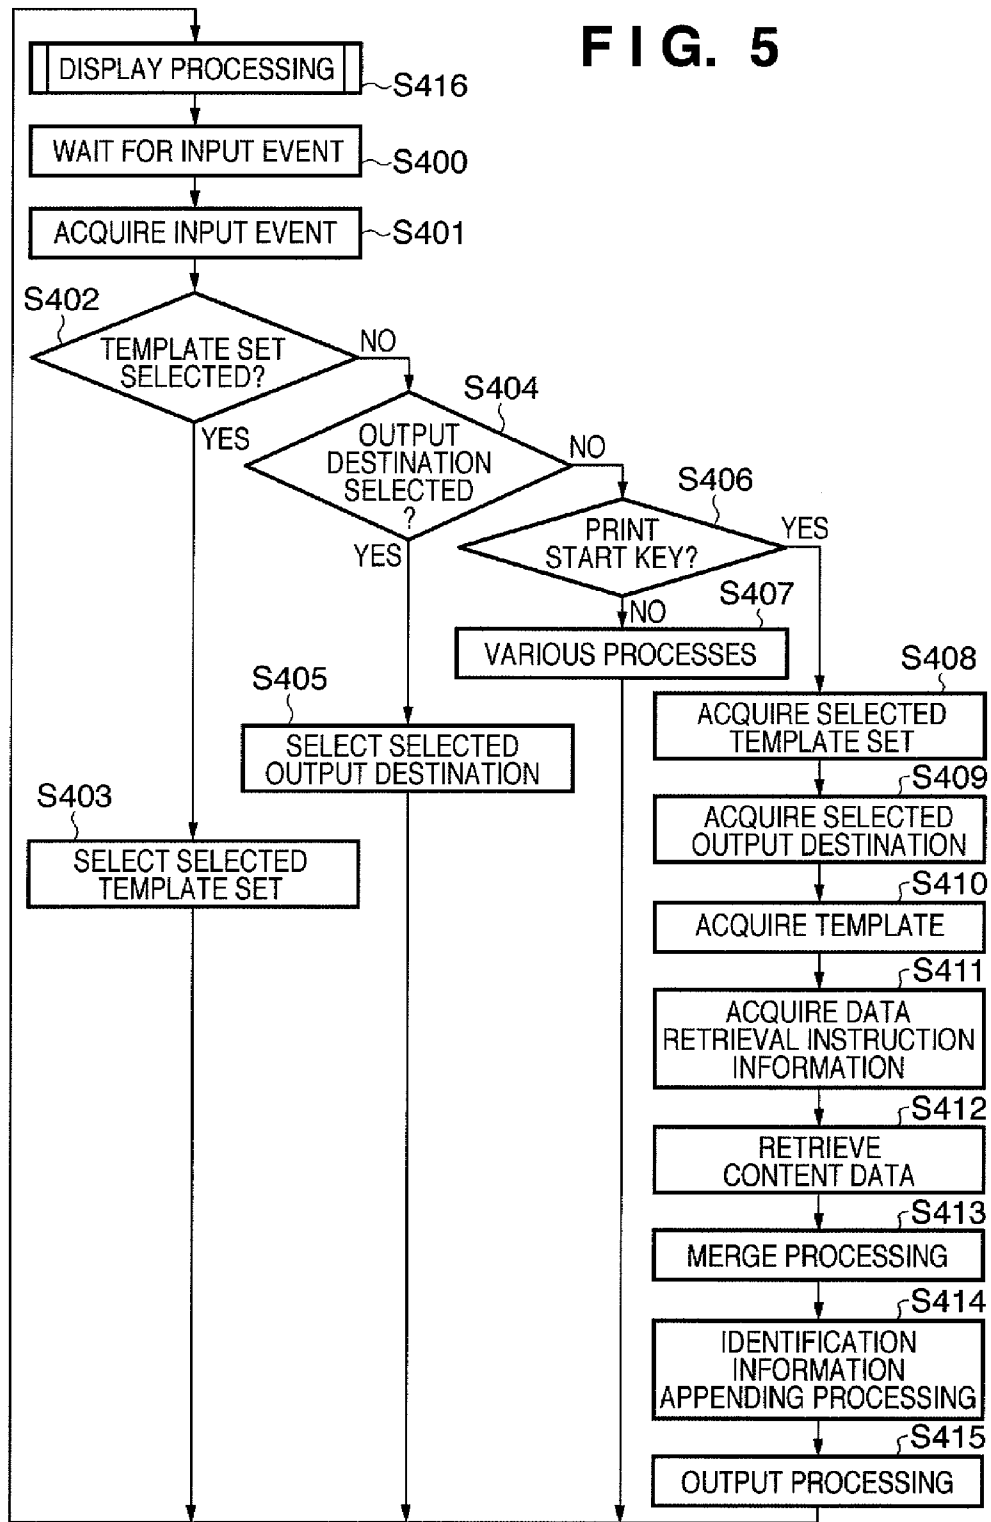 FIG. 5
DISPLAY PROCESSING
S416
WAIT FOR INPUT EVENT
S400
ACQUIRE INPUT EVENT
S401
S402
TEMPLATE SET
SELECTED?
NO
YES
S404
OUTPUT
DESTINATION
SELECTED
?
NO
YES
S406
PRINT
START KEY?
YES
NO
S407
VARIOUS PROCESSES
S408
ACQUIRE SELECTED
TEMPLATE SET
S405
SELECT SELECTED
OUTPUT DESTINATION
S409
ACQUIRE SELECTED
OUTPUT DESTINATION
S403
SELECT SELECTED
TEMPLATE SET
S410
ACQUIRE TEMPLATE
S411
ACQUIRE DATA
RETRIEVAL INSTRUCTION
INFORMATION
S412
RETRIEVE
CONTENT DATA
S413
MERGE PROCESSING
S414
IDENTIFICATION
INFORMATION
APPENDING PROCESSING
S415
OUTPUT PROCESSING